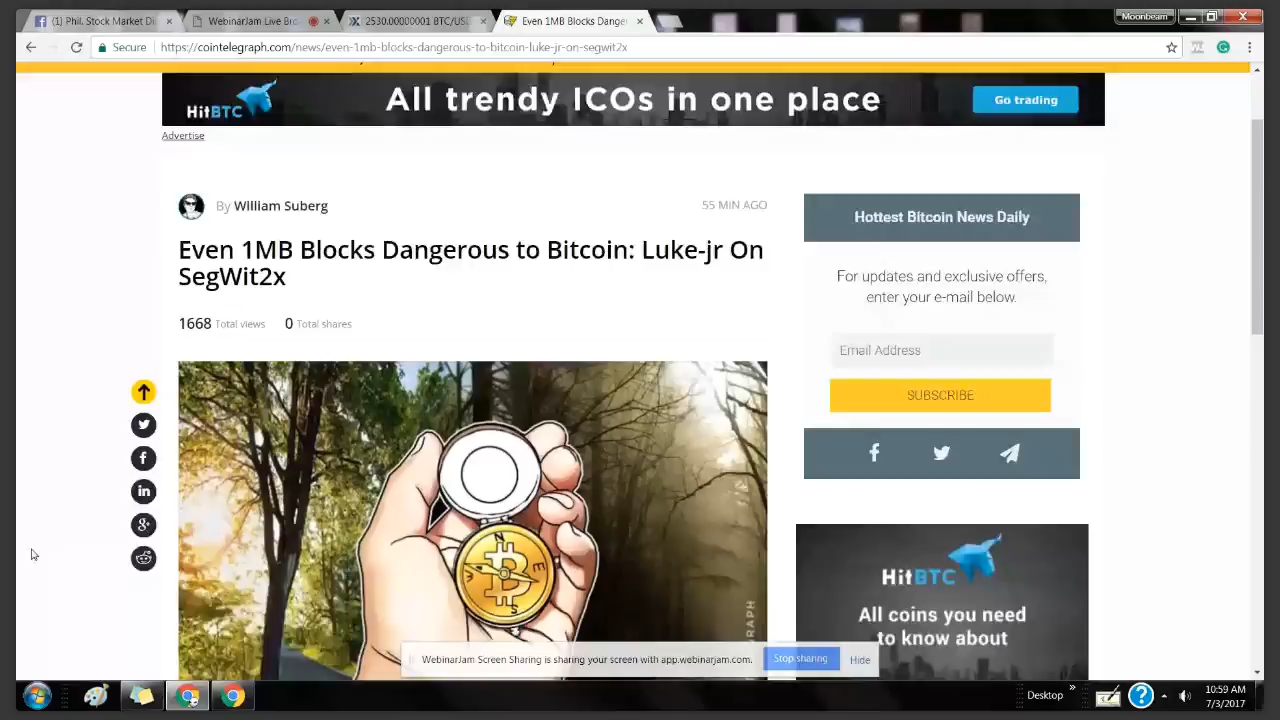 (1) Phil. Stock Market Di
WebinarJam Live Bro
2530.00000000 BTC/US
Even 1MB Blocks Dange
Moonbeam
Secure
https://cointelegraph.com/news/even-1mb-blocks-dangerous-to-bitcoin-luke-jr-on-segwit2x
HitBTC
All trendy ICOs in one place
Go trading
Advertise
By William Suberg
55 MIN AGO
Even 1MB Blocks Dangerous to Bitcoin: Luke-jr On
SegWit2x
1668 Total views 0 Total shares
Hottest Bitcoin News Daily
For updates and exclusive offers,
enter your e-mail below.
Email Address
SUBSCRIBE
N
E
S
HitBTC
All coins you need
to know about
WebinarJam Screen Sharing is sharing your screen with app.webinarjam.com.
Stop sharing
Hide
Desktop
10:59 AM
7/3/2017